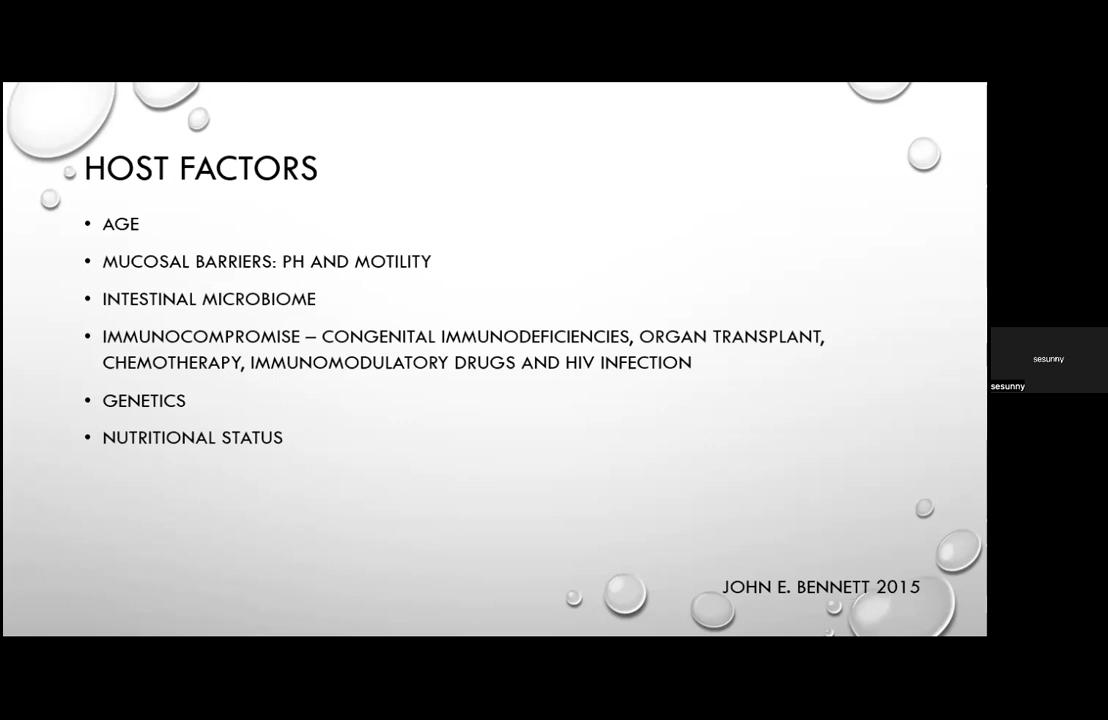 HOST FACTORS
• AGE
• MUCOSAL BARRIERS: PH AND MOTILITY
• INTESTINAL MICROBIOME
• IMMUNOCOMPROMISE – CONGENITAL IMMUNODEFICIENCIES, ORGAN TRANSPLANT,
CHEMOTHERAPY, IMMUNOMODULATORY DRUGS AND HIV INFECTION
• GENETICS
• NUTRITIONAL STATUS
JOHN E. BENNETT 2015
sesunny
sesunny